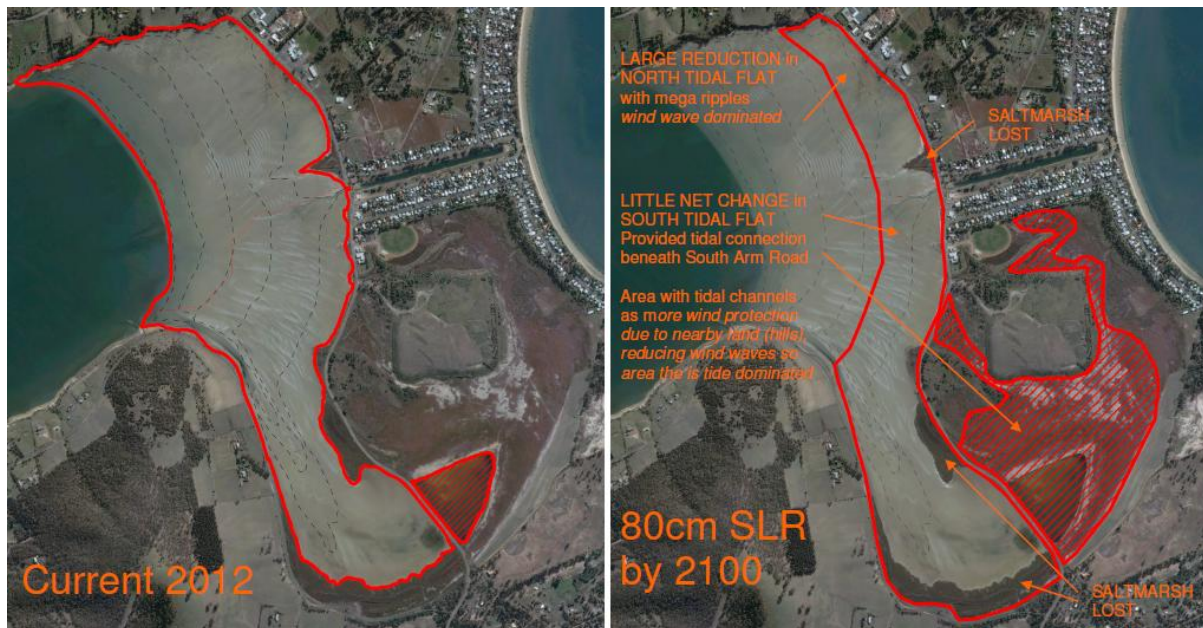 Current 2012
LARGE REDUCTION in
NORTH TIDAL FLAT
with mega ripples
wind wave dominated
SALTMARSH
LOST
LITTLE NET CHANGE in
SOUTH TIDAL FLAT
Provided tidal connection
beneath South Arm Road
Area with tidal channels
as more wind protection
due to nearby land (hills),
reducing wind waves so
area the is tide dominated
80cm SLR
by 2100
SALTMARSH
LOST